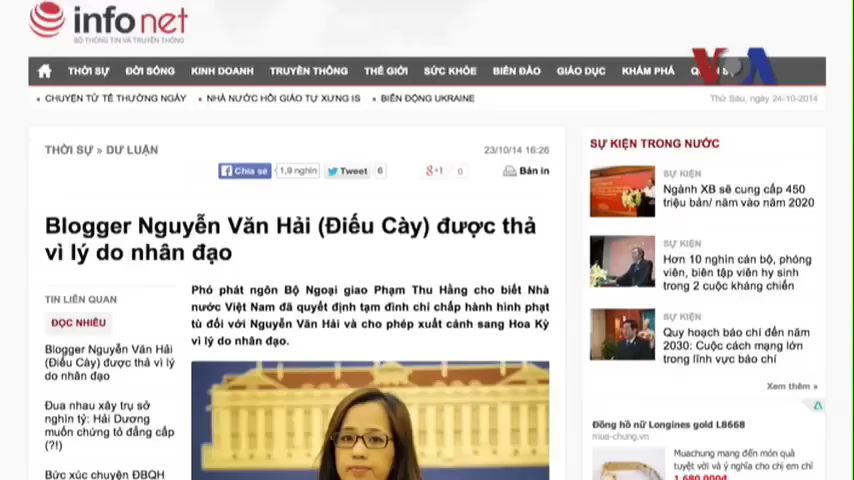 info net
BỘ THÔNG TIN VÀ TRUYỀN THÔNG
THỜI SỰ ĐỜI SỐNG KINH DOANH TRUYỀN THÔNG THẾ GIỚI SỨC KHỎE BIỂN ĐẢO GIÁO DỤC KHÁM PHÁ
VOA
CHUYỆN TỬ TẾ THƯỜNG NGÀY NHÀ NƯỚC HỒI GIÁO TỰ XƯNG IS BIẾN ĐỘNG UKRAINE
Thứ Sáu, ngày 24-10-2014
THỜI SỰ » DƯ LUẬN
23/10/14 16:26
Chia sẻ 1,9 nghìn Tweet 6 g+1 0 Bản in
Blogger Nguyễn Văn Hải (Điếu Cày) được thả
vì lý do nhân đạo
TIN LIÊN QUAN
ĐỌC NHIỀU
Blogger Nguyễn Văn Hải
(Điếu Cày) được thả vì lý
do nhân đạo
Đua nhau xây trụ sở
nghìn tỷ: Hải Dương
muốn chứng tỏ đẳng cấp
(?!)
Bức xúc chuyện ĐBQH
Phó phát ngôn Bộ Ngoại giao Phạm Thu Hằng cho biết Nhà
nước Việt Nam đã quyết định tạm đình chỉ chấp hành hình phạt
tù đối với Nguyễn Văn Hải và cho phép xuất cảnh sang Hoa Kỳ
vì lý do nhân đạo.
SỰ KIỆN TRONG NƯỚC
SỰ KIỆN
Ngành XB sẽ cung cấp 450
triệu bản/ năm vào năm 2020
SỰ KIỆN
Hơn 10 nghìn cán bộ, phóng
viên, biên tập viên hy sinh
trong 2 cuộc kháng chiến
SỰ KIỆN
Quy hoạch báo chí đến năm
2030: Cuộc cách mạng lớn
trong lĩnh vực báo chí
Xem thêm »
Đồng hồ nữ Longines gold L8668
mua-chung.vn
Muachung mang đến món quà
tuyệt vời và ý nghĩa cho chị em chỉ
1.680.000đ